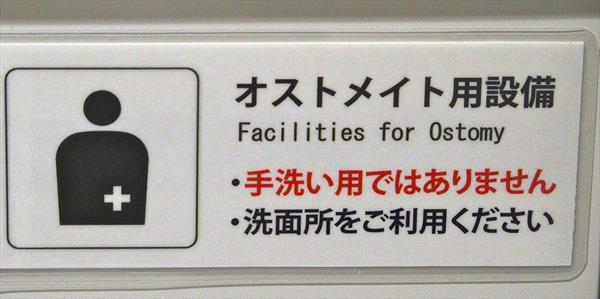 オストメイト用設備
Facilities for Ostomy
・手洗い用ではありません
・洗面所をご利用ください